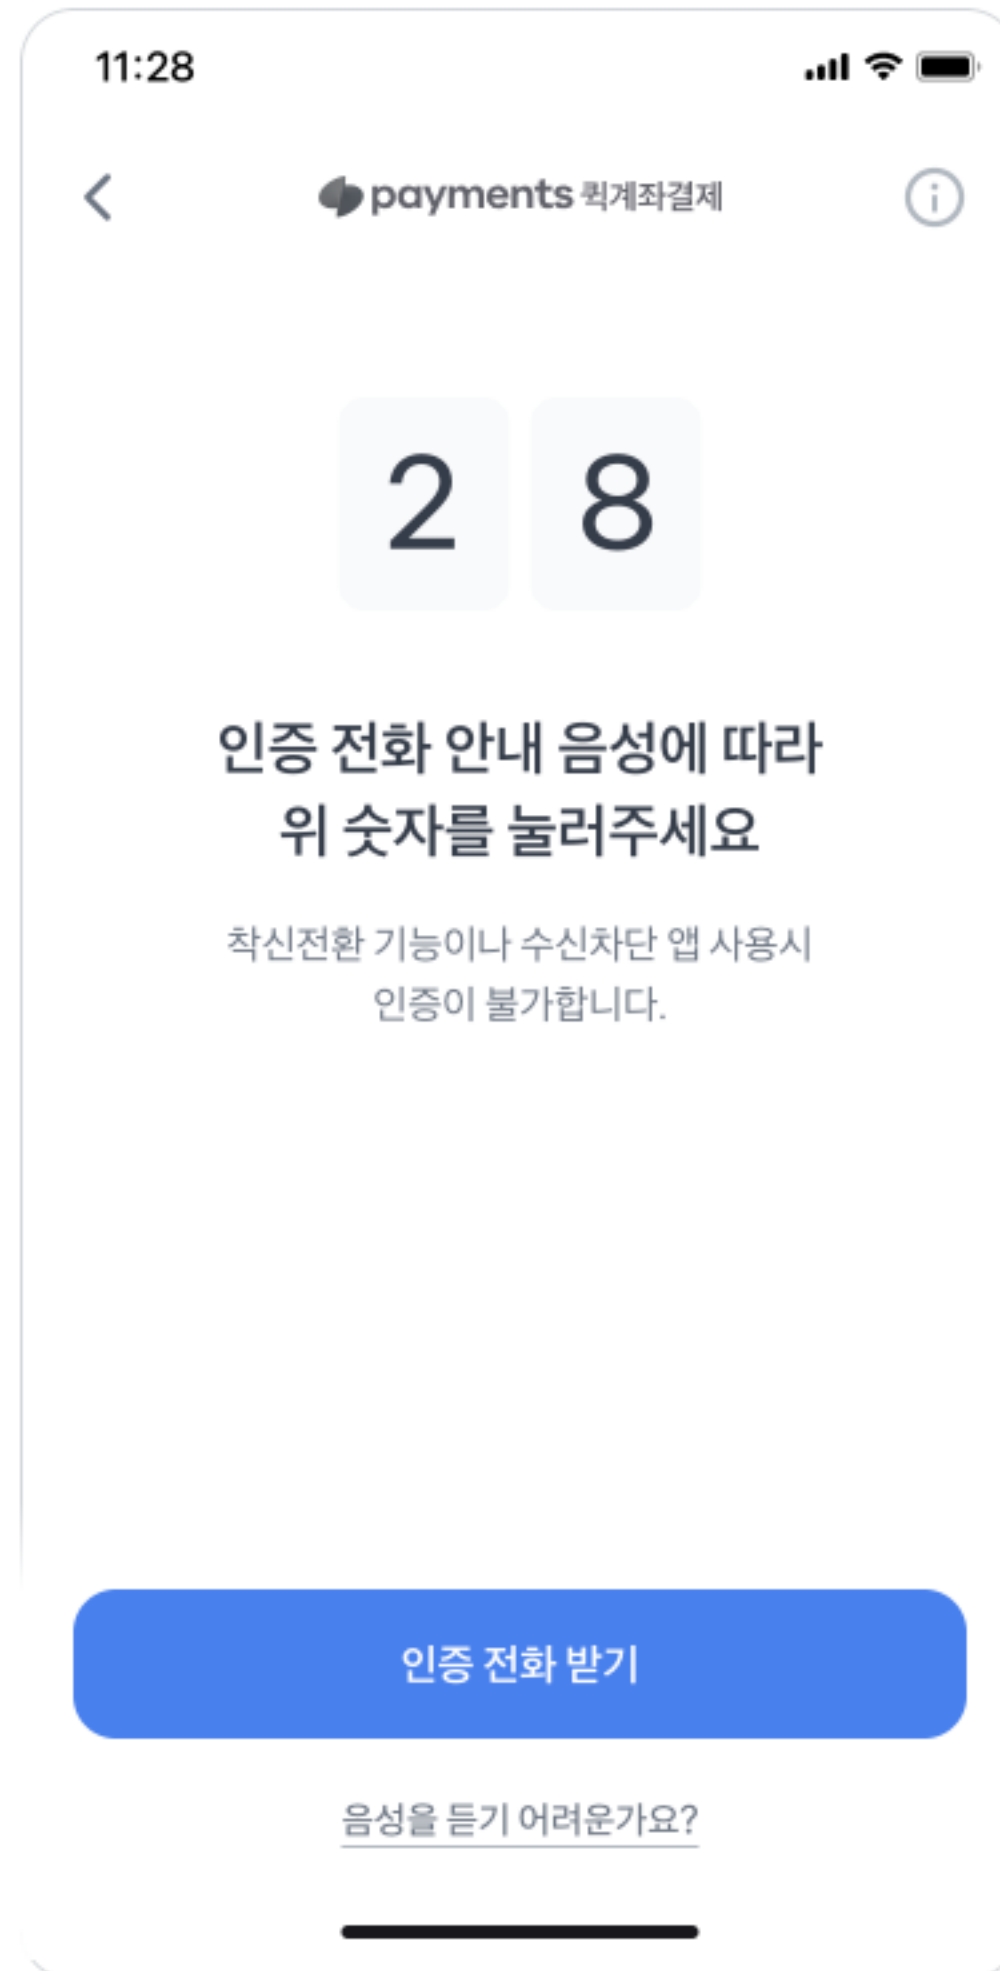 11:28
payments 퀵계좌결제
2 8
인증 전화 안내 음성에 따라
위 숫자를 눌러주세요
착신전환 기능이나 수신차단 앱 사용시
인증이 불가합니다.
인증 전화 받기
음성을 듣기 어려운가요?